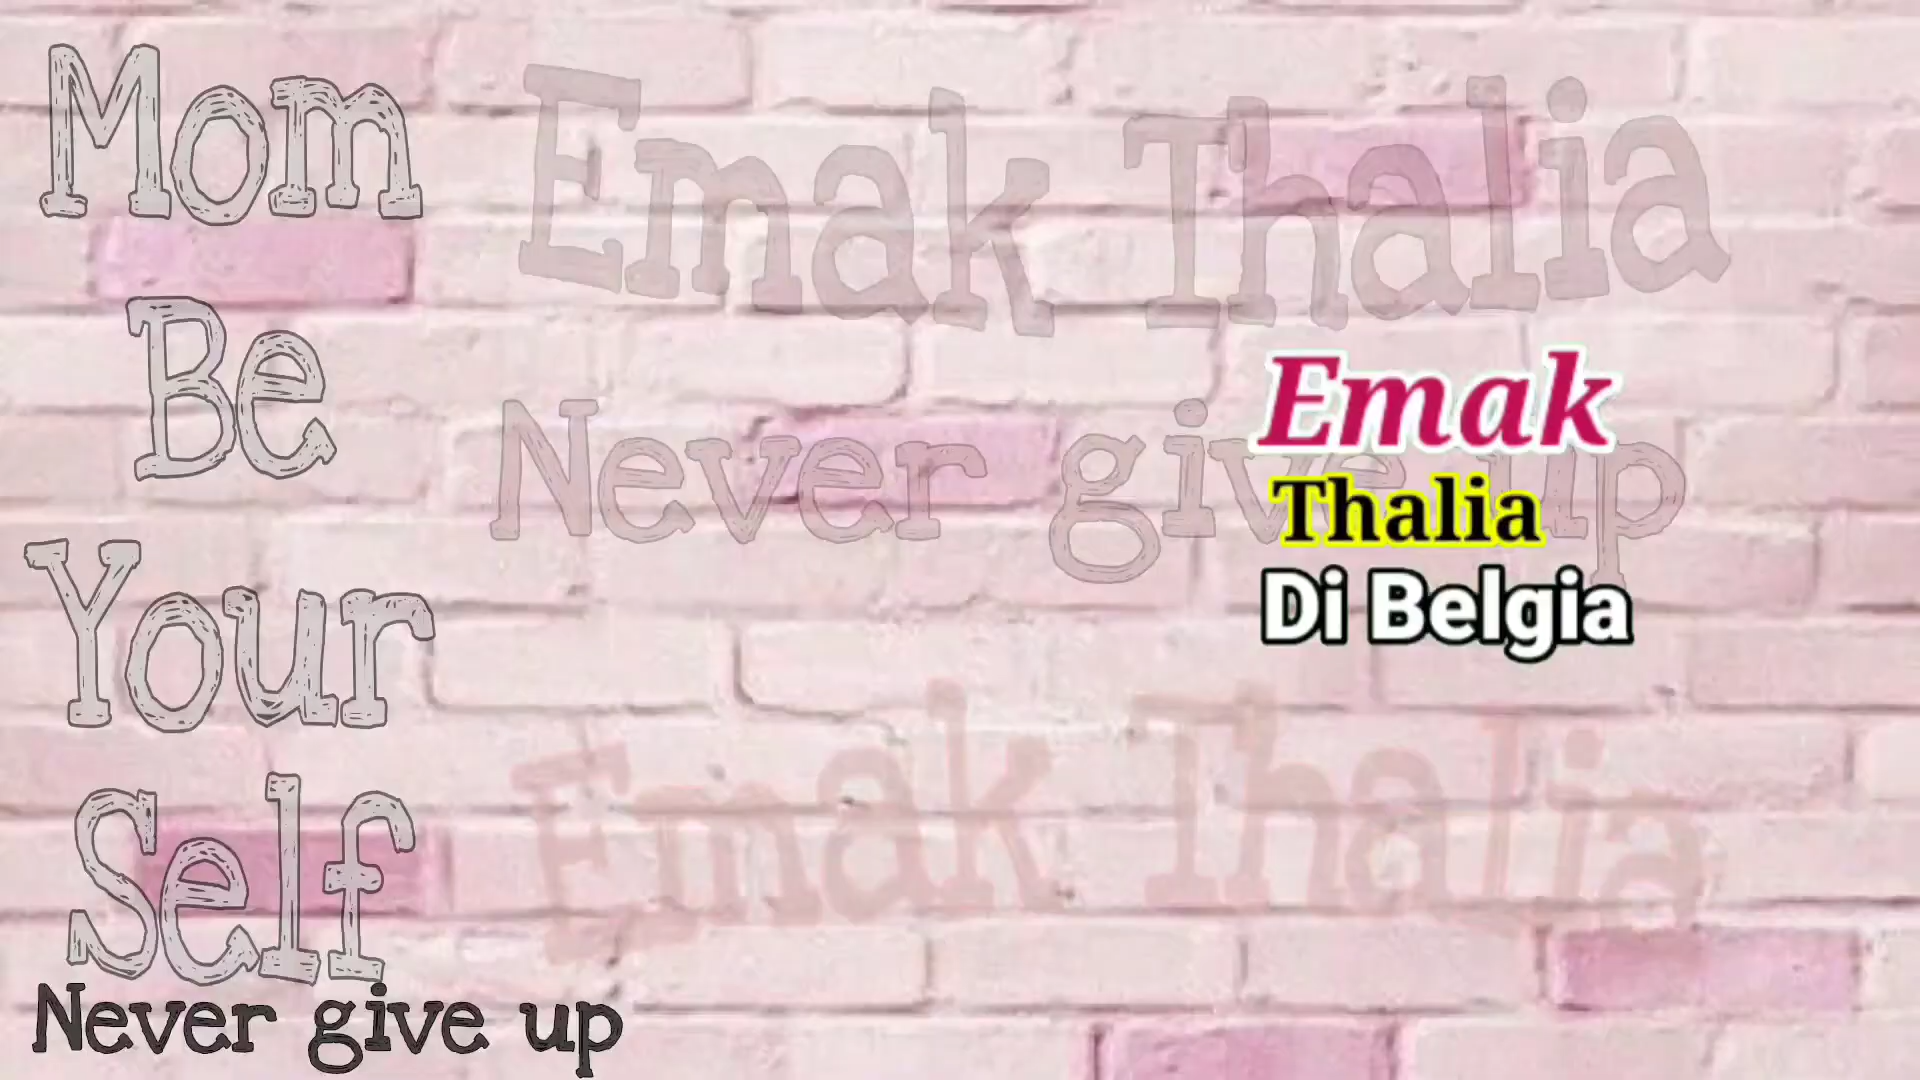 Mom
Be
Your
Self
Never give up
Emak Thalia
Never give up
Emak
Thalia
Di Belgia
Emak Thalia